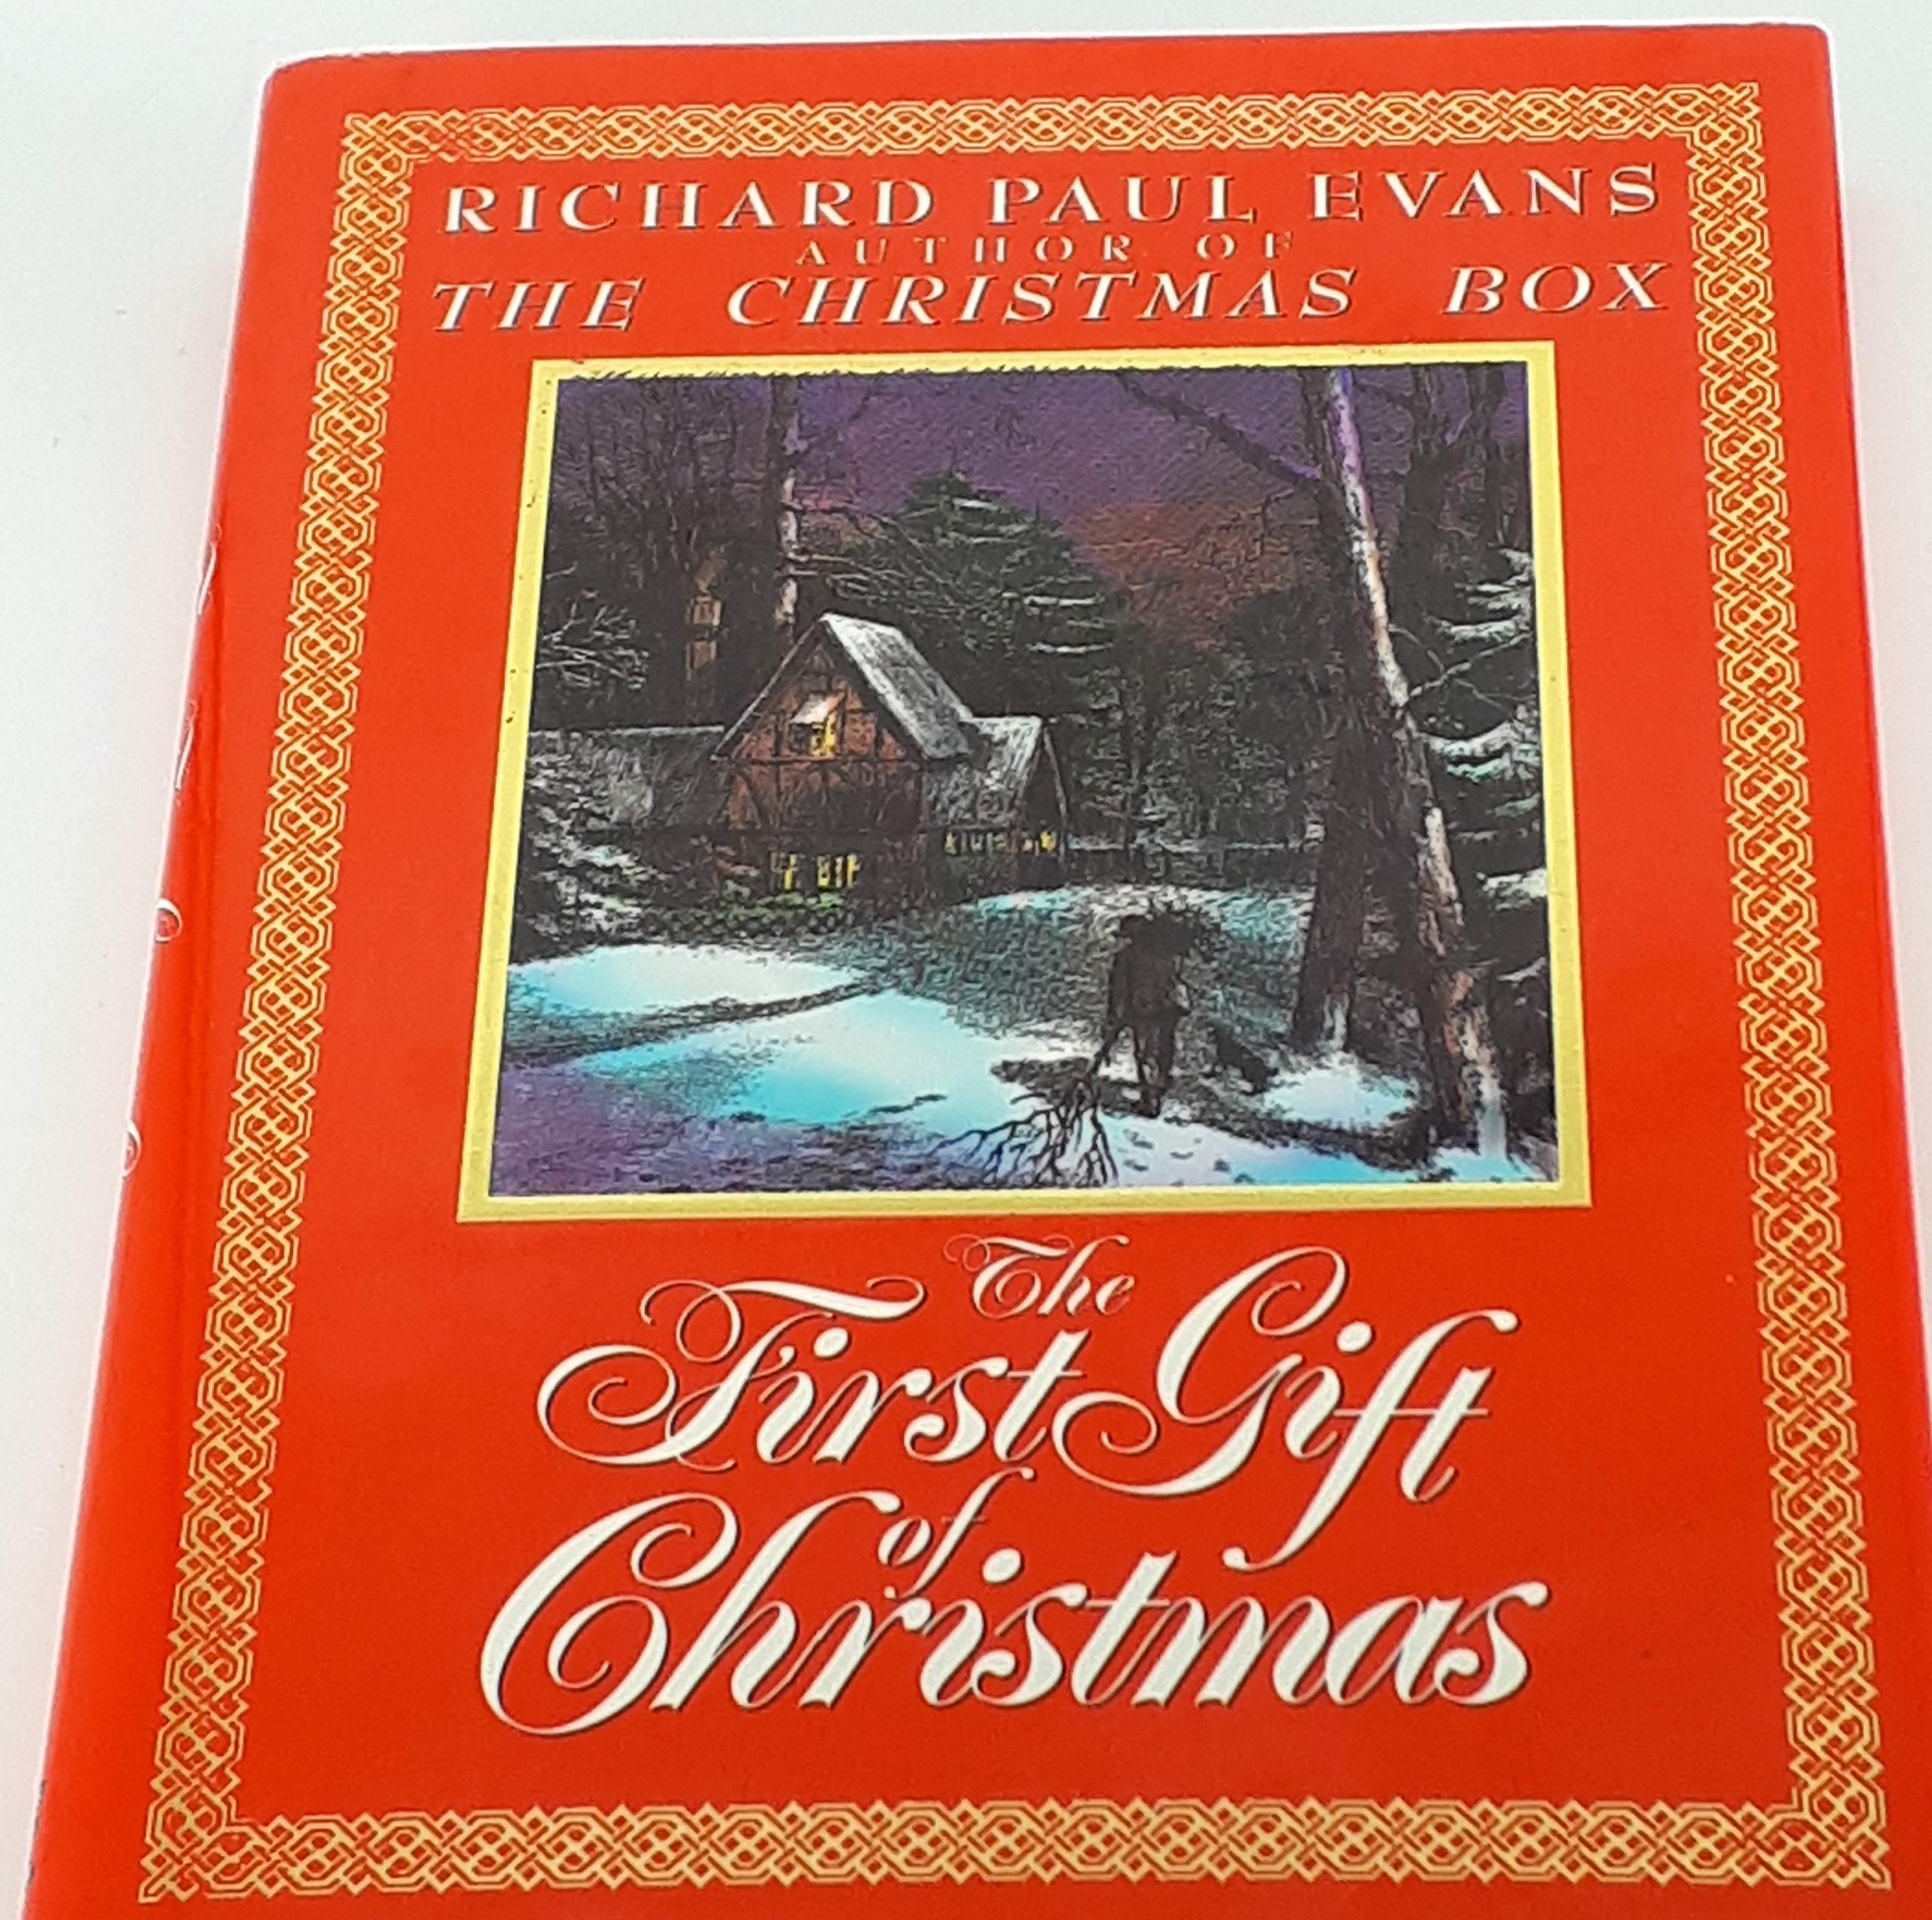 RICHARD PAUL EVANS
AUTHOR OF
THE CHRISTMAS BOX
The
First Gift
of
Christmas